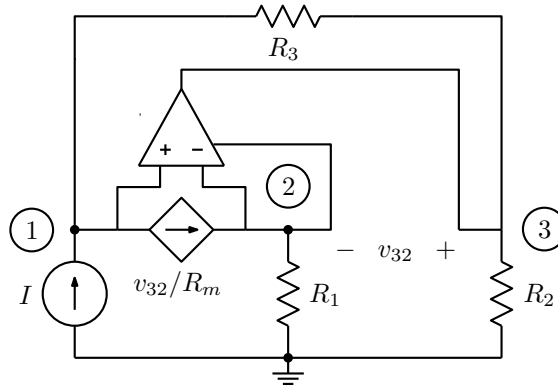 R₃
+ −
2
1
3
− v₃₂ +
I
v₃₂/Rₘ
R₁
R₂